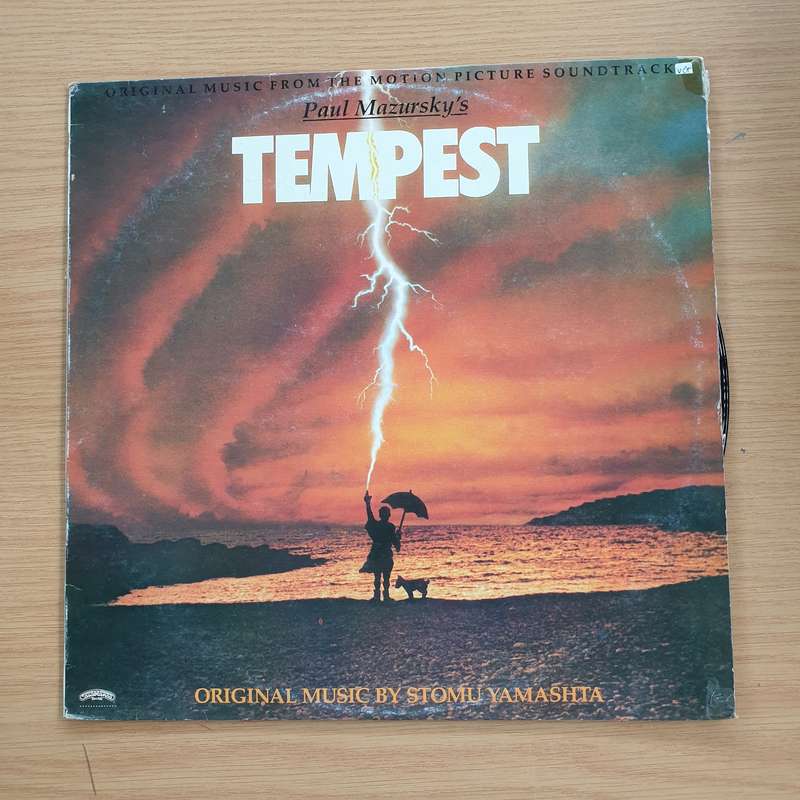 ORIGINAL MUSIC FROM THE MOTION PICTURE SOUNDTRACK
Paul Mazursky's
TEMPEST
ORIGINAL MUSIC BY STOMU YAMASHTA